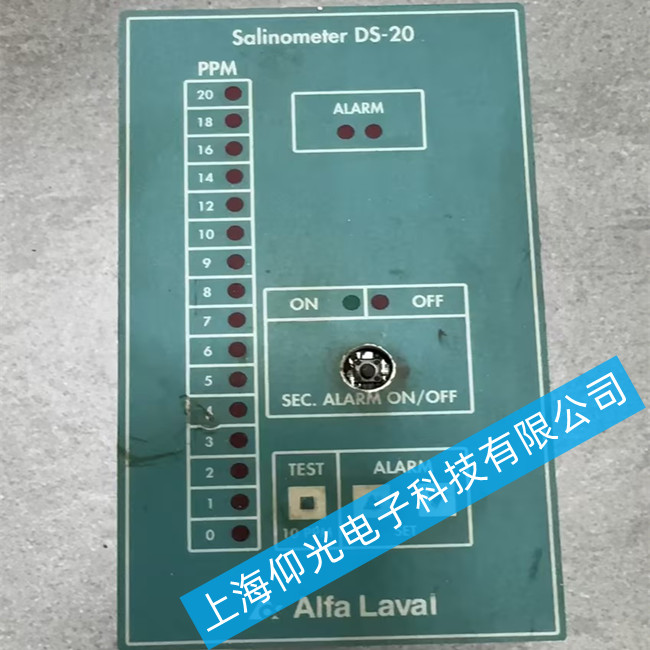 Salinometer DS-20
PPM
20
18
16
14
12
10
9
8
7
6
5
4
3
2
1
0
ALARM
ON
OFF
SEC. ALARM ON/OFF
TEST
ALARM
SET
上海仰光电子科技有限公司
Alfa Laval